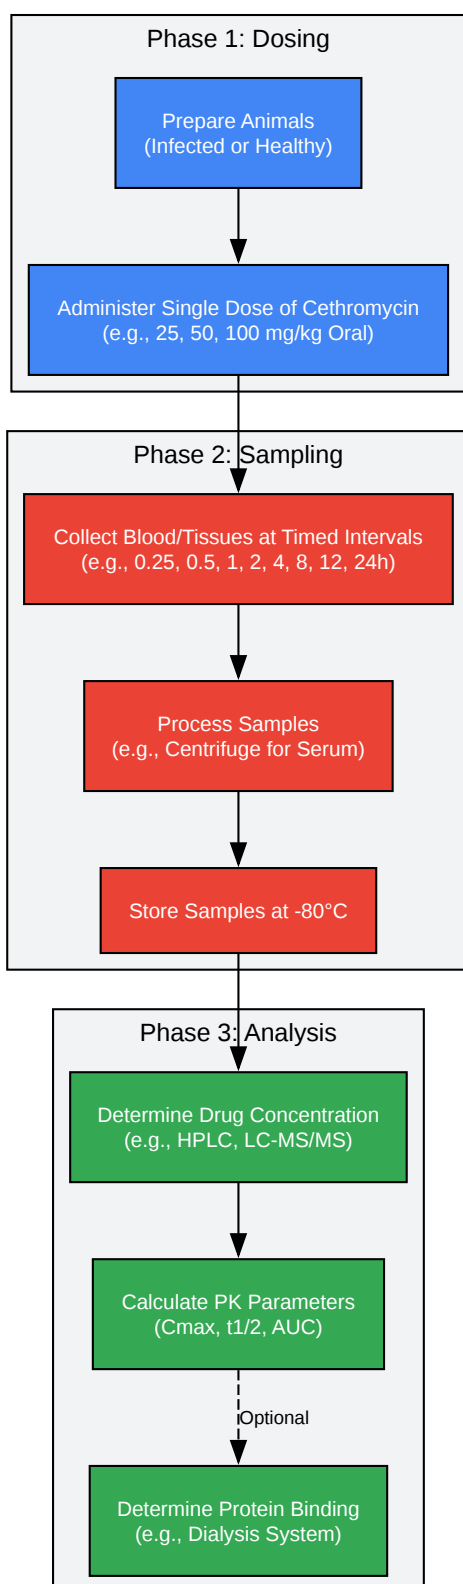 Phase 1: Dosing
Prepare Animals
(Infected or Healthy)
Administer Single Dose of Cethromycin
(e.g., 25, 50, 100 mg/kg Oral)
Phase 2: Sampling
Collect Blood/Tissues at Timed Intervals
(e.g., 0.25, 0.5, 1, 2, 4, 8, 12, 24h)
Process Samples
(e.g., Centrifuge for Serum)
Store Samples at -80°C
Phase 3: Analysis
Determine Drug Concentration
(e.g., HPLC, LC-MS/MS)
Calculate PK Parameters
(Cmax, t1/2, AUC)
Optional
Determine Protein Binding
(e.g., Dialysis System)